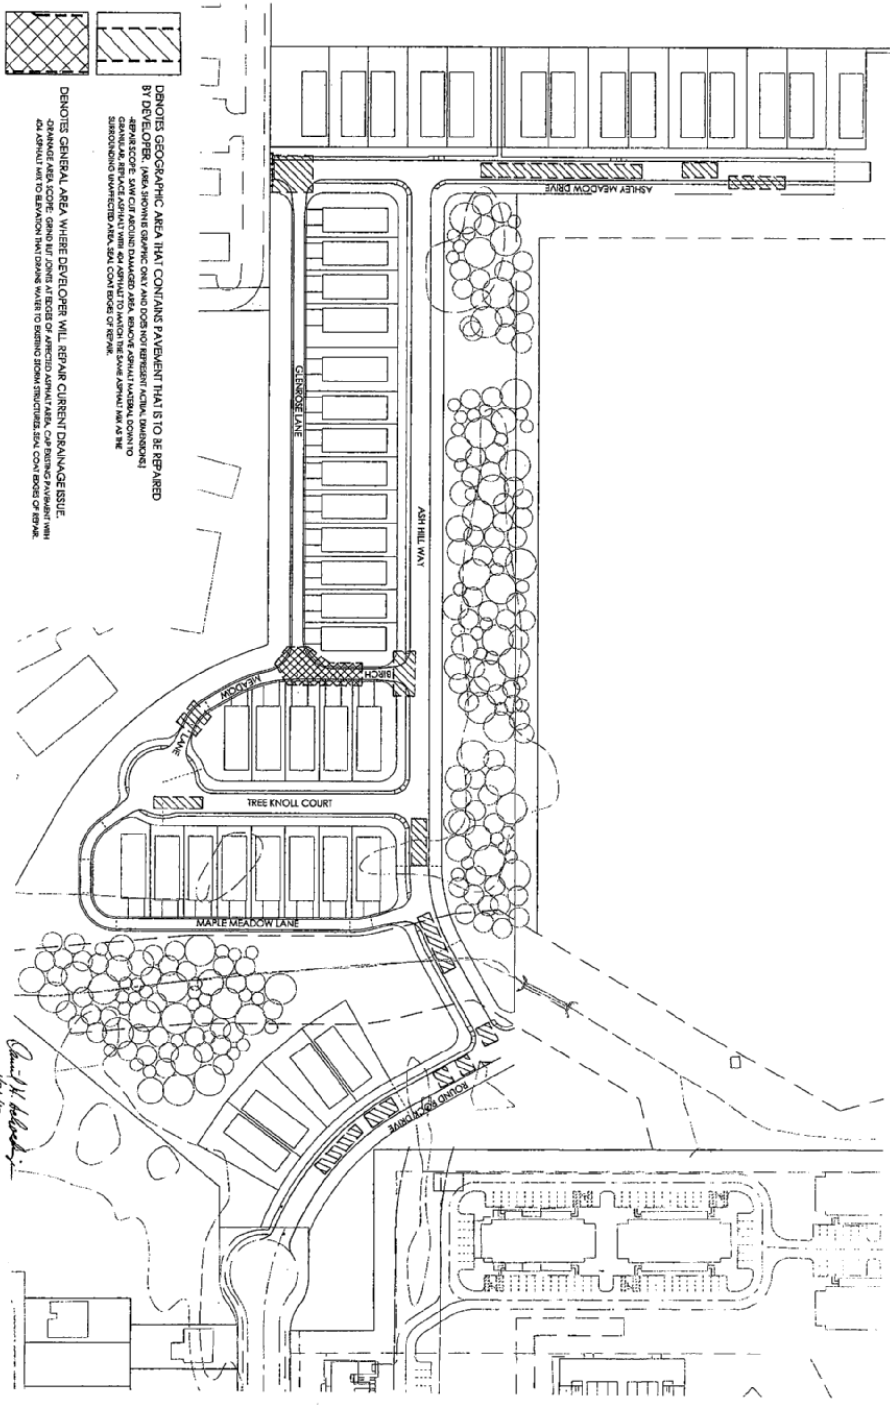 DENOTES GEOGRAPHIC AREA THAT CONTAINS PAVEMENT THAT IS TO BE REPAIRED
BY DEVELOPER. (AREA SHOWN IS GRAPHIC ONLY AND DOES NOT REPRESENT ACTUAL DIMENSIONS)
-REPAIR SCOPE: SAW CUT AROUND DAMAGED AREA. REMOVE ASPHALT MATERIAL DOWN TO
GRANULAR. REPLACE ASPHALT WITH 404 ASPHALT TO MATCH THE SAME ASPHALT MIX AS THE
SURROUNDING UNAFFECTED AREA. SEAL COAT EDGES OF REPAIR.
DENOTES GENERAL AREA WHERE DEVELOPER WILL REPAIR CURRENT DRAINAGE ISSUE.
-DRAINAGE AREA SCOPE: GRIND BUT JOINTS AT EDGES OF AFFECTED ASPHALT AREA, CAP EXISTING PAVEMENT WITH
404 ASPHALT MIX TO ELEVATION THAT DRAINS WATER TO EXISTING STORM STRUCTURES. SEAL COAT EDGES OF REPAIR.
ASHLEY MEADOW DRIVE
GLENROSE LANE
ASH HILL WAY
BIRCH
MEADOW
LANE
TREE KNOLL COURT
MAPLE MEADOW LANE
ROUND ROCK DRIVE